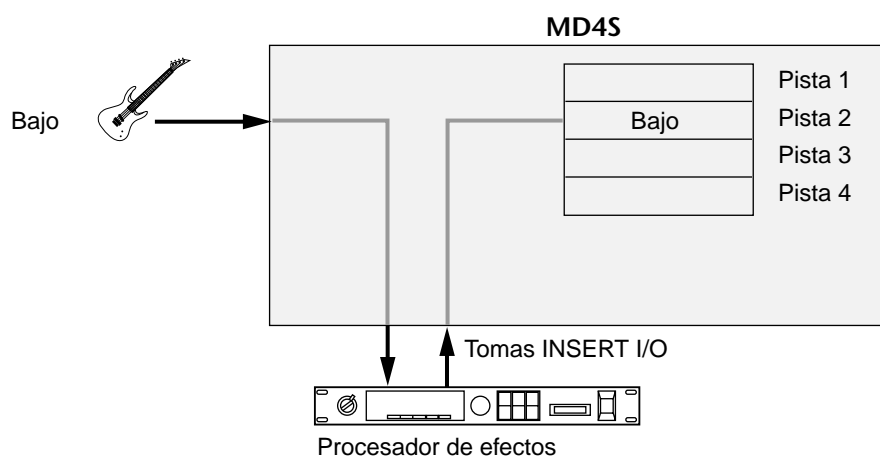 MD4S
Pista 1
Bajo
Bajo
Pista 2
Pista 3
Pista 4
Tomas INSERT I/O
Procesador de efectos